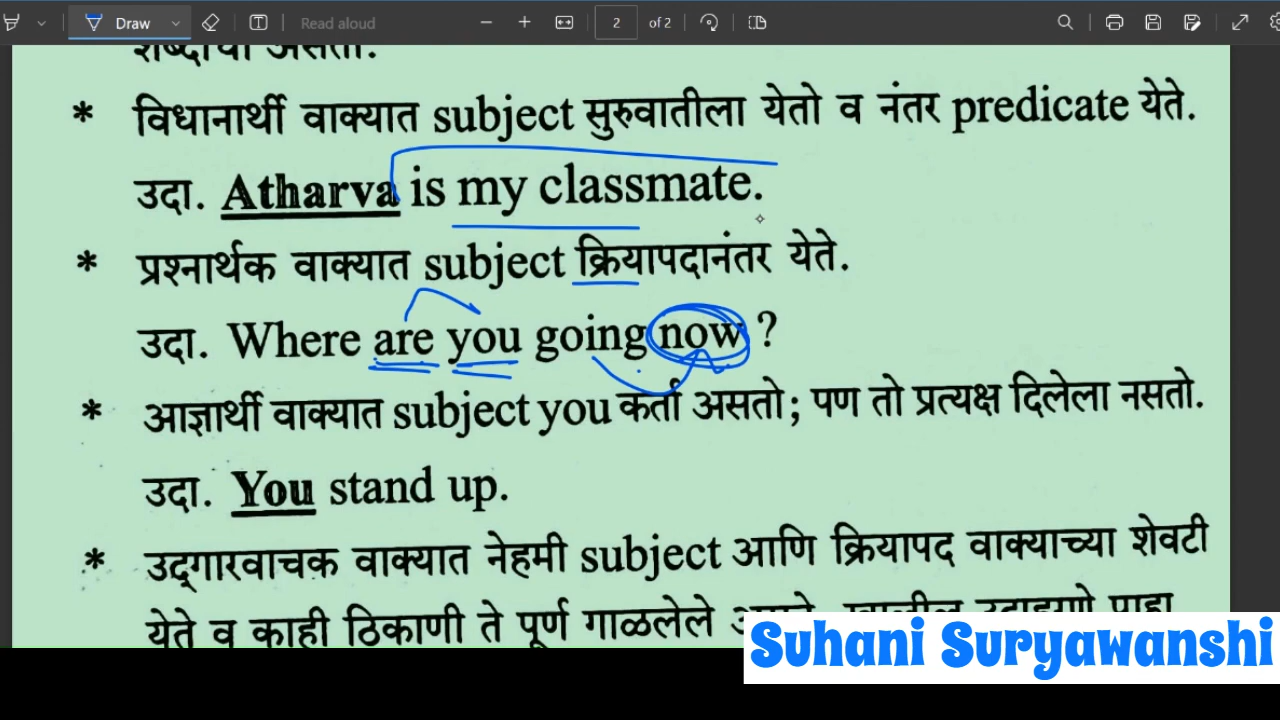 Draw
Read aloud
2 of 2
शब्दाचा असतो.
* विधानार्थी वाक्यात subject सुरुवातीला येतो व नंतर predicate येते.
उदा. Atharva is my classmate.
* प्रश्नार्थक वाक्यात subject क्रियापदानंतर येते.
उदा. Where are you going now ?
* आज्ञार्थी वाक्यात subject you कर्ता असतो; पण तो प्रत्यक्ष दिलेला नसतो.
उदा. You stand up.
* उद्‌गारवाचक वाक्यात नेहमी subject आणि क्रियापद वाक्याच्या शेवटी
येते व काही ठिकाणी ते पूर्ण गाळलेले
Suhani Suryawanshi